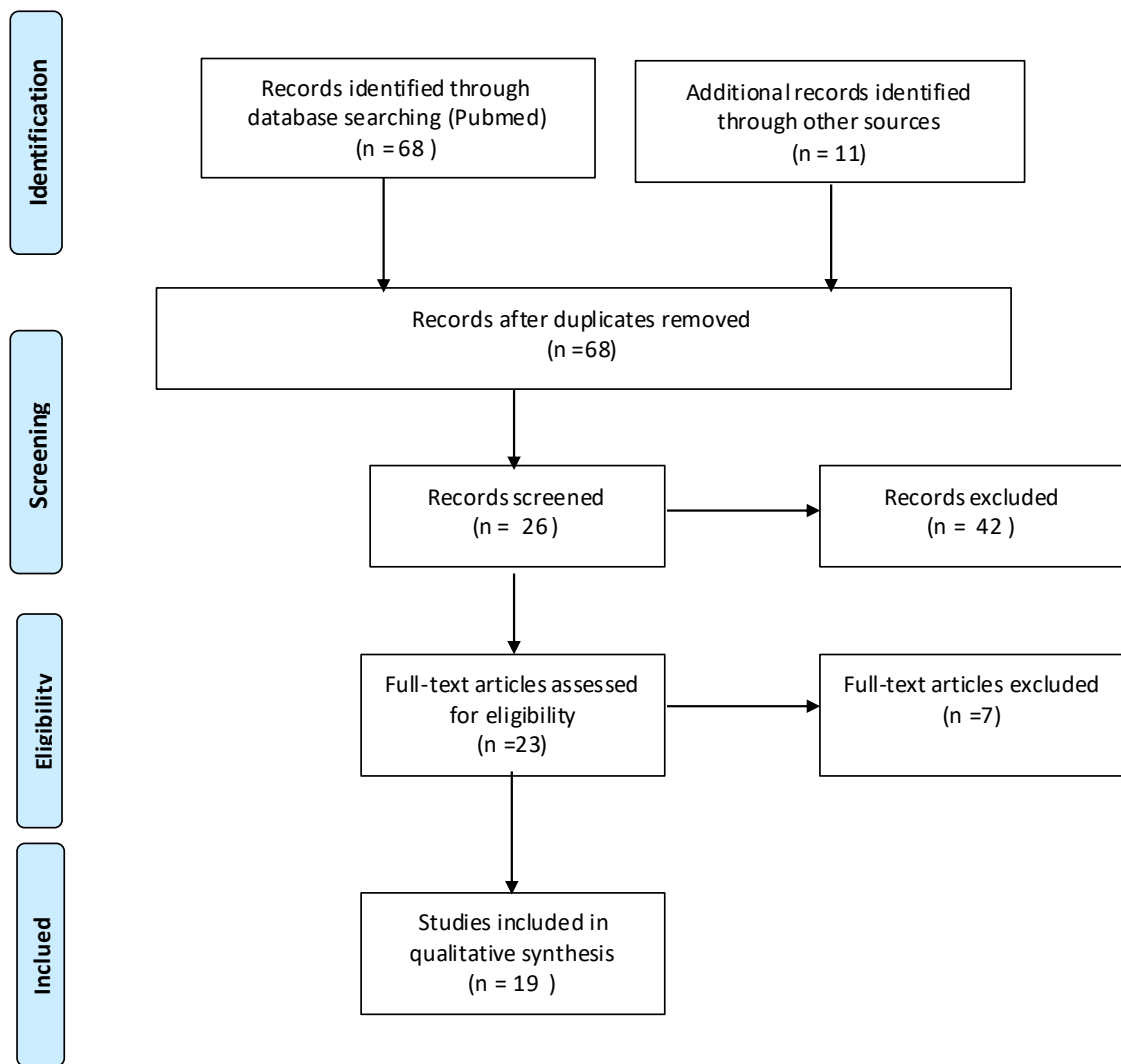 Identification
Records identified through
database searching (Pubmed)
(n = 68 )
Additional records identified
through other sources
(n = 11)
Records after duplicates removed
(n =68)
Screening
Records screened
(n = 26 )
Records excluded
(n = 42 )
Eligibility
Full-text articles assessed
for eligibility
(n =23)
Full-text articles excluded
(n =7)
Inclued
Studies included in
qualitative synthesis
(n = 19 )